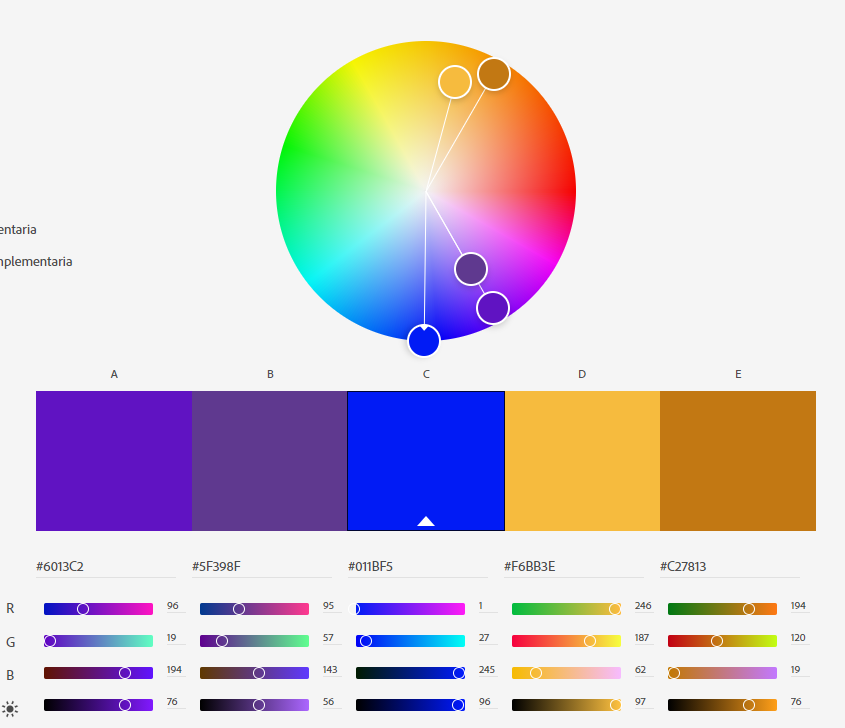 entaria
nplementaria
A B C D E
#6013C2 #5F398F #011BF5 #F6BB3E #C27813
R 96 95 1 246 194
G 19 57 27 187 120
B 194 143 245 62 19
76 56 96 97 76